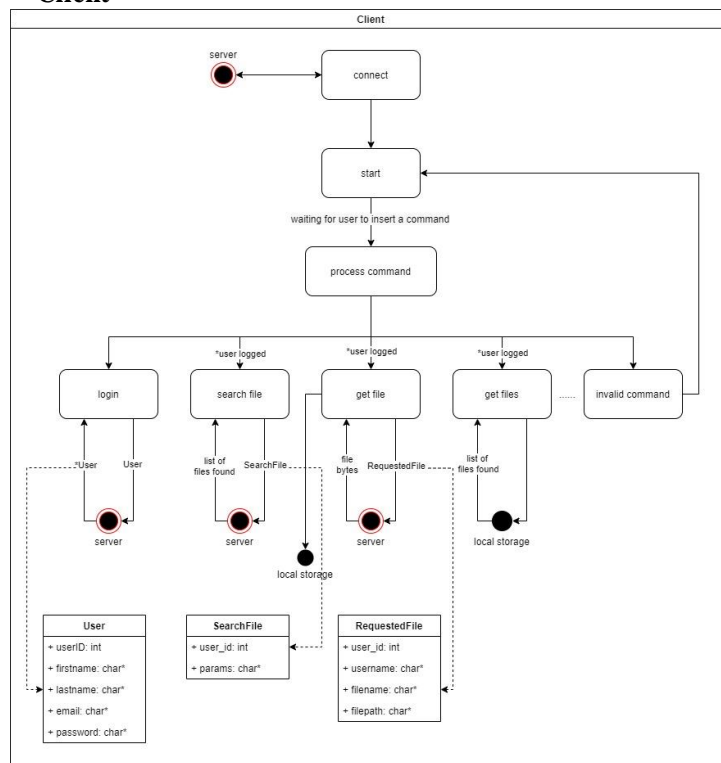 Client
Client
server
connect
start
waiting for user to insert a command
process command
*user logged
*user logged
*user logged
login
search file
get file
get files
......
invalid command
*User
User
list of
files found
SearchFile
file
bytes
RequestedFile
list of
files found
server
server
server
local storage
local storage
User
+ userID: int
+ firstname: char*
+ lastname: char*
+ email: char*
+ password: char*
SearchFile
+ user_id: int
+ params: char*
RequestedFile
+ user_id: int
+ username: char*
+ filename: char*
+ filepath: char*